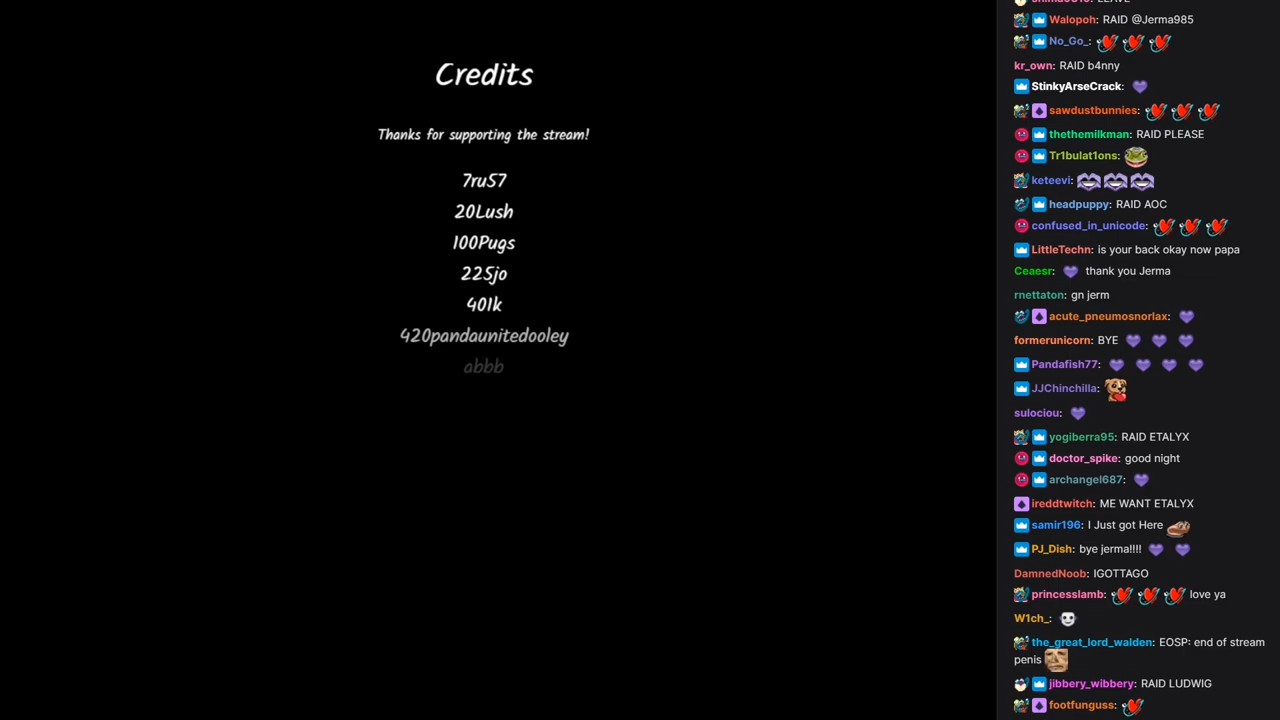 Credits
Thanks for supporting the stream!
7ru57
20Lush
100Pugs
225jo
401k
420pandaunitedooley
abbb
Walopoh: RAID @Jerma985
No_Go_:
kr_own: RAID b4nny
StinkyArseCrack:
sawdustbunnies:
thethemilkman: RAID PLEASE
Tr1bulat1ons:
keteevi:
headpuppy: RAID AOC
confused_in_unicode:
LittleTechn: is your back okay now papa
Ceaesr: thank you Jerma
rnettaton: gn jerm
acute_pneumosnorlax:
formerunicorn: BYE
Pandafish77:
JJChinchilla:
sulociou:
yogiberra95: RAID ETALYX
doctor_spike: good night
archangel687:
ireddtwitch: ME WANT ETALYX
samir196: I Just got Here
PJ_Dish: bye jerma!!!!
DamnedNoob: IGOTTAGO
princesslamb: love ya
W1ch_:
the_great_lord_walden: EOSP: end of stream
penis
jibbery_wibbery: RAID LUDWIG
footfunguss: